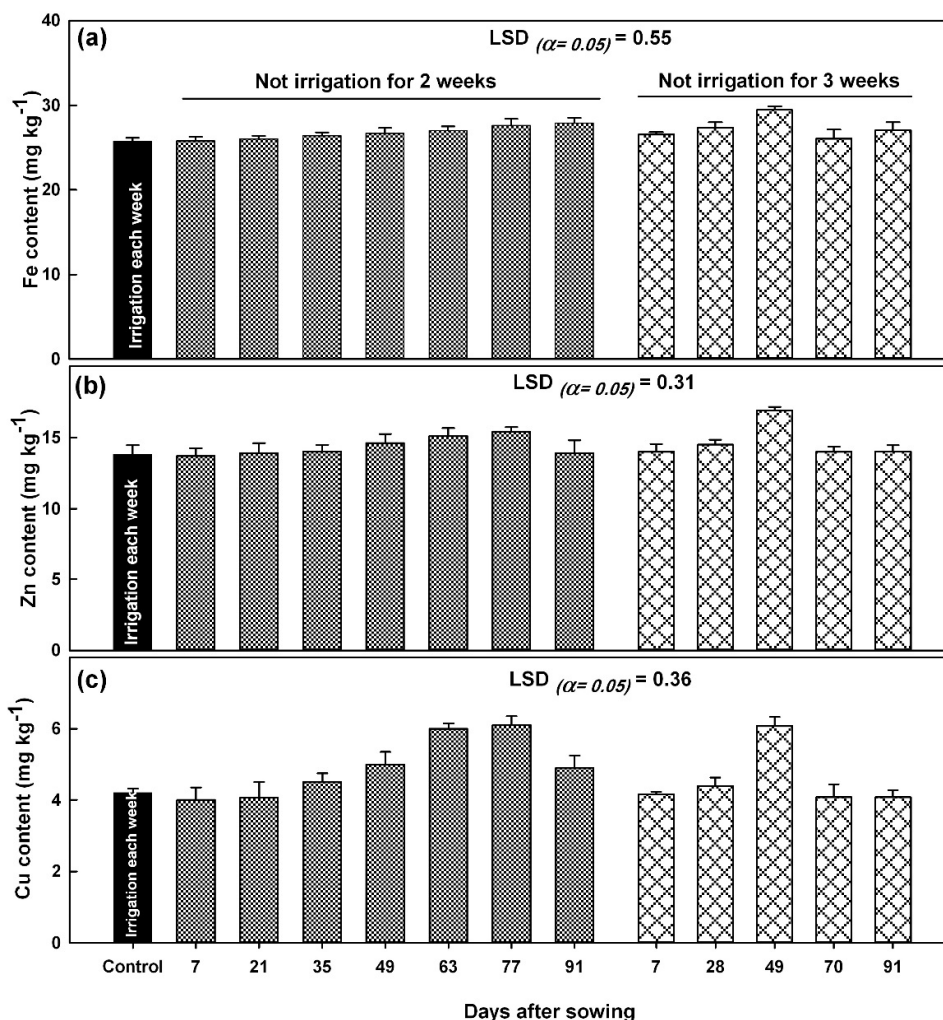 (a)
LSD (α= 0.05) = 0.55
Not irrigation for 2 weeks
Not irrigation for 3 weeks
Fe content (mg kg-1)
40
30
20
10
0
Irrigation each week
(b)
LSD (α= 0.05) = 0.31
Zn content (mg kg-1)
15
10
5
0
Irrigation each week
(c)
LSD (α= 0.05) = 0.36
Cu content (mg kg-1)
6
4
2
0
Irrigation each week
Control 7 21 35 49 63 77 91 7 28 49 70 91
Days after sowing